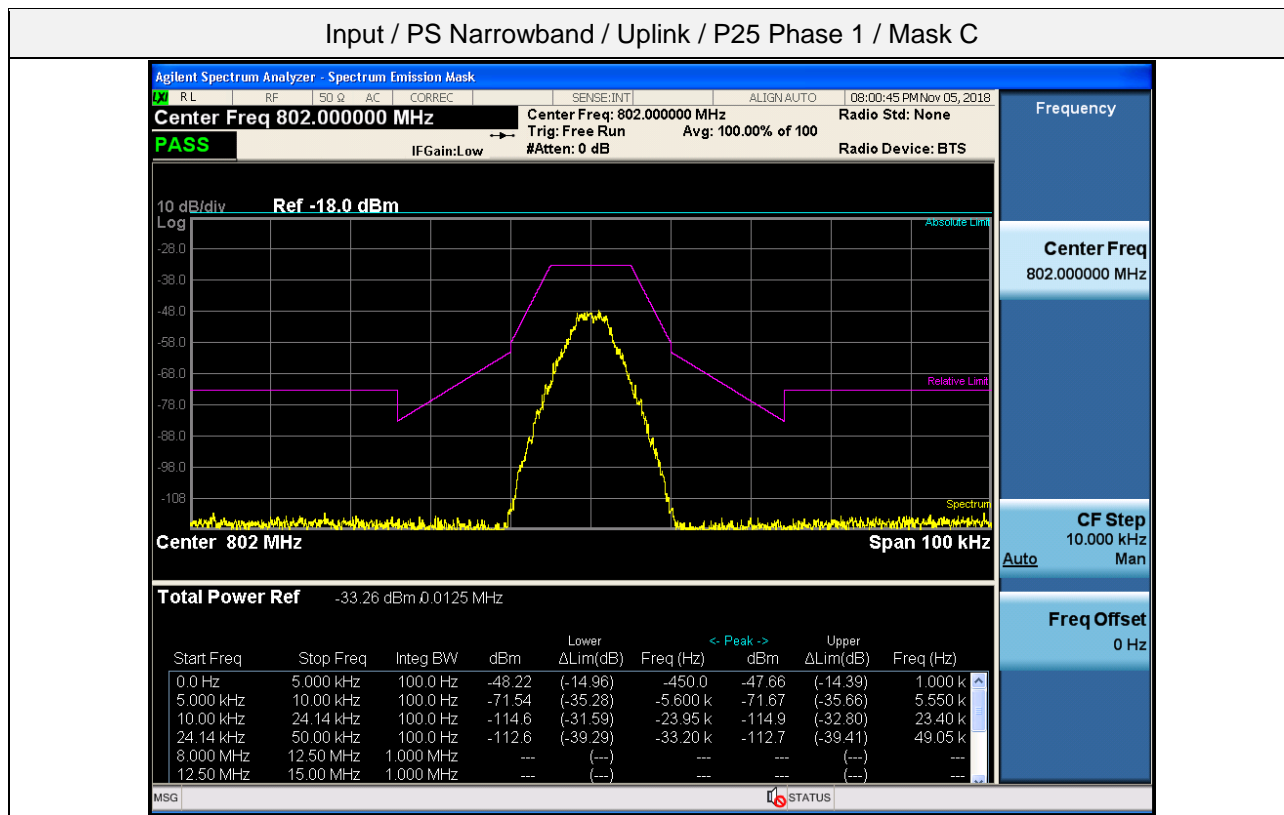 Input / PS Narrowband / Uplink / P25 Phase 1 / Mask C
Agilent Spectrum Analyzer - Spectrum Emission Mask
LXI RL RF 50 Ω AC CORREC SENSE:INT ALIGN AUTO 08:00:45 PM Nov 05, 2018
Center Freq 802.000000 MHz Center Freq: 802.000000 MHz Radio Std: None
Trig: Free Run Avg: 100.00% of 100
PASS IFGain:Low #Atten: 0 dB Radio Device: BTS
10 dB/div Ref -18.0 dBm
Log
Absolute Limit
-28.0
-38.0
-48.0
-58.0
-68.0
Relative Limit
-78.0
-88.0
-98.0
-108
Spectrum
Center 802 MHz Span 100 kHz
Total Power Ref -33.26 dBm / 0.0125 MHz
Lower <- Peak -> Upper
Start Freq Stop Freq Integ BW dBm ΔLim(dB) Freq (Hz) dBm ΔLim(dB) Freq (Hz)
0.0 Hz 5.000 kHz 100.0 Hz -48.22 (-14.96) -450.0 -47.66 (-14.39) 1.000 k
5.000 kHz 10.00 kHz 100.0 Hz -71.54 (-35.28) -5.600 k -71.67 (-35.66) 5.550 k
10.00 kHz 24.14 kHz 100.0 Hz -114.6 (-31.59) -23.95 k -114.9 (-32.80) 23.40 k
24.14 kHz 50.00 kHz 100.0 Hz -112.6 (-39.29) -33.20 k -112.7 (-39.41) 49.05 k
8.000 MHz 12.50 MHz 1.000 MHz --- (---) --- --- (---) ---
12.50 MHz 15.00 MHz 1.000 MHz --- (---) --- --- (---) ---
MSG STATUS
Frequency
Center Freq
802.000000 MHz
CF Step
10.000 kHz
Auto Man
Freq Offset
0 Hz